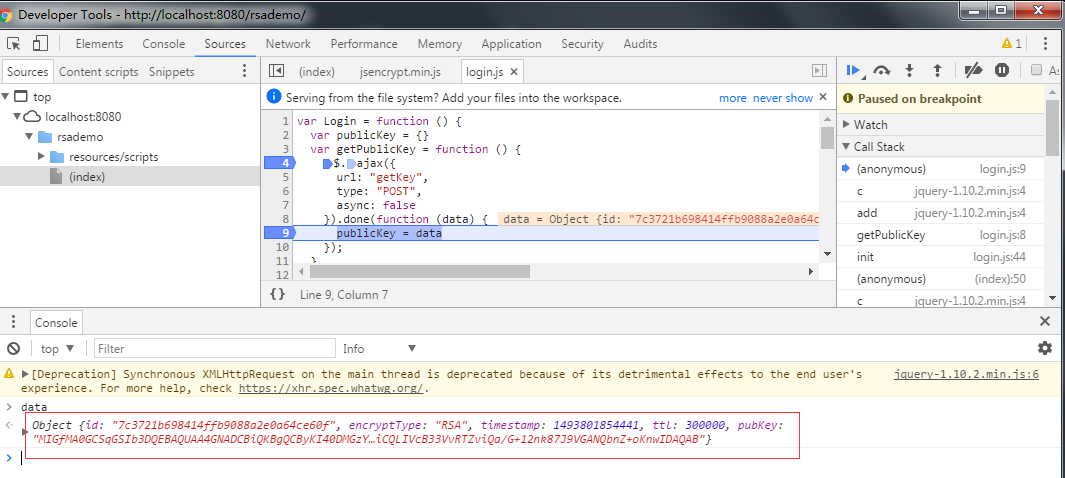 Developer Tools - http://localhost:8080/rsademo/
Elements Console Sources Network Performance Memory Application Security Audits 1
Sources Content scripts Snippets
(index) jsencrypt.min.js login.js
As
top
localhost:8080
rsademo
resources/scripts
(index)
Serving from the file system? Add your files into the workspace. more never show
1 var Login = function () {
2 var publicKey = {}
3 var getPublicKey = function () {
4 $. ajax({
5 url: "getKey",
6 type: "POST",
7 async: false
8 }).done(function (data) { data = Object {id: "7c3721b698414ffb9088a2e0a64c
9 publicKey = data
10 });
11 }
12
{} Line 9, Column 7
Paused on breakpoint
Watch
Call Stack
(anonymous) login.js:9
c jquery-1.10.2.min.js:4
add jquery-1.10.2.min.js:4
getPublicKey login.js:8
init login.js:44
(anonymous) (index):50
c jquery-1.10.2.min.js:4
Console
top Filter Info
[Deprecation] Synchronous XMLHttpRequest on the main thread is deprecated because of its detrimental effects to the end user's jquery-1.10.2.min.js:6
experience. For more help, check https://xhr.spec.whatwg.org/.
data
Object {id: "7c3721b698414ffb9088a2e0a64ce60f", encryptType: "RSA", timestamp: 1493801854441, ttl: 300000, pubKey:
"MIGfMA0GCSqGSIb3DQEBAQUAA4GNADCBiQKBgQCByKI40DMGzY…iCQLIVcB33VvRTZviQa/G+12nk87J9VGANQbnZ+oKnwIDAQAB"}